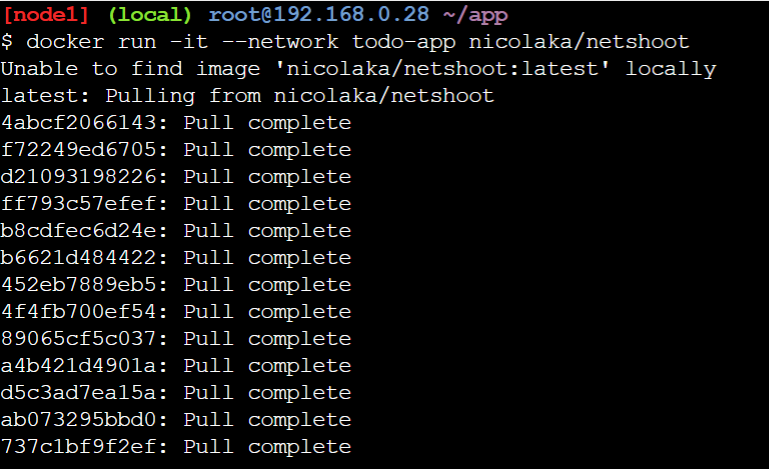 [node1] (local) root@192.168.0.28 ~/app
$ docker run -it --network todo-app nicolaka/netshoot
Unable to find image 'nicolaka/netshoot:latest' locally
latest: Pulling from nicolaka/netshoot
4abcf2066143: Pull complete
f72249ed6705: Pull complete
d21093198226: Pull complete
ff793c57efef: Pull complete
b8cdfec6d24e: Pull complete
b6621d484422: Pull complete
452eb7889eb5: Pull complete
4f4fb700ef54: Pull complete
89065cf5c037: Pull complete
a4b421d4901a: Pull complete
d5c3ad7ea15a: Pull complete
ab073295bbd0: Pull complete
737c1bf9f2ef: Pull complete